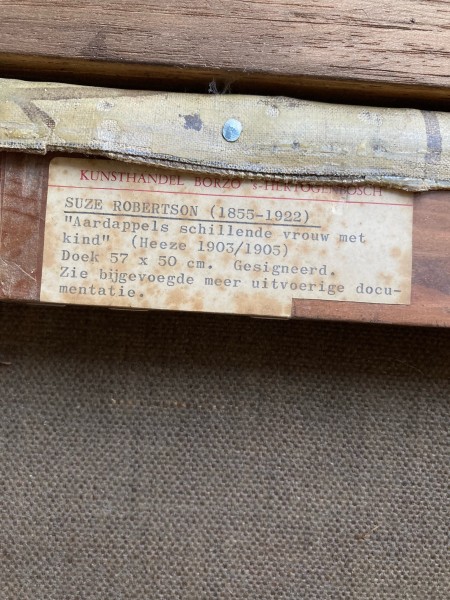 KUNSTHANDEL BORZO 's-HERTOGENBOSCH
SUZE ROBERTSON (1855-1922)
"Aardappels schillende vrouw met
kind" (Heeze 1903/1905)
Doek 57 x 50 cm. Gesigneerd.
Zie bijgevoegde meer uitvoerige docu-
mentatie.